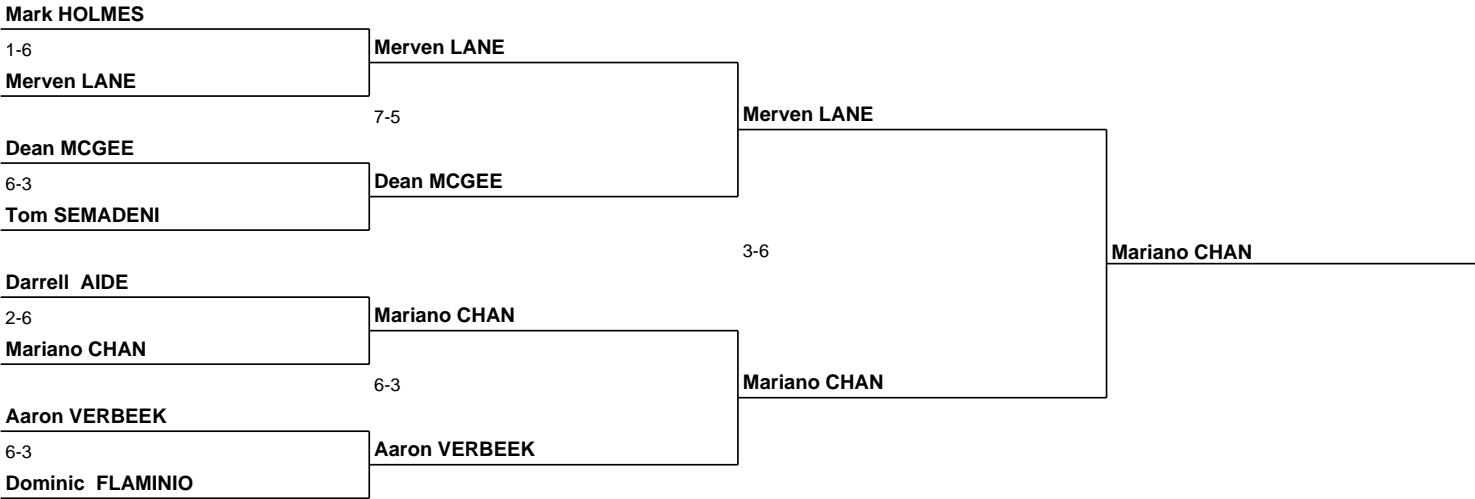 Mark HOLMES
1-6
Merven LANE
Merven LANE
7-5
Merven LANE
Dean MCGEE
6-3
Dean MCGEE
Tom SEMADENI
3-6
Mariano CHAN
Darrell  AIDE
2-6
Mariano CHAN
Mariano CHAN
6-3
Mariano CHAN
Aaron VERBEEK
6-3
Aaron VERBEEK
Dominic  FLAMINIO